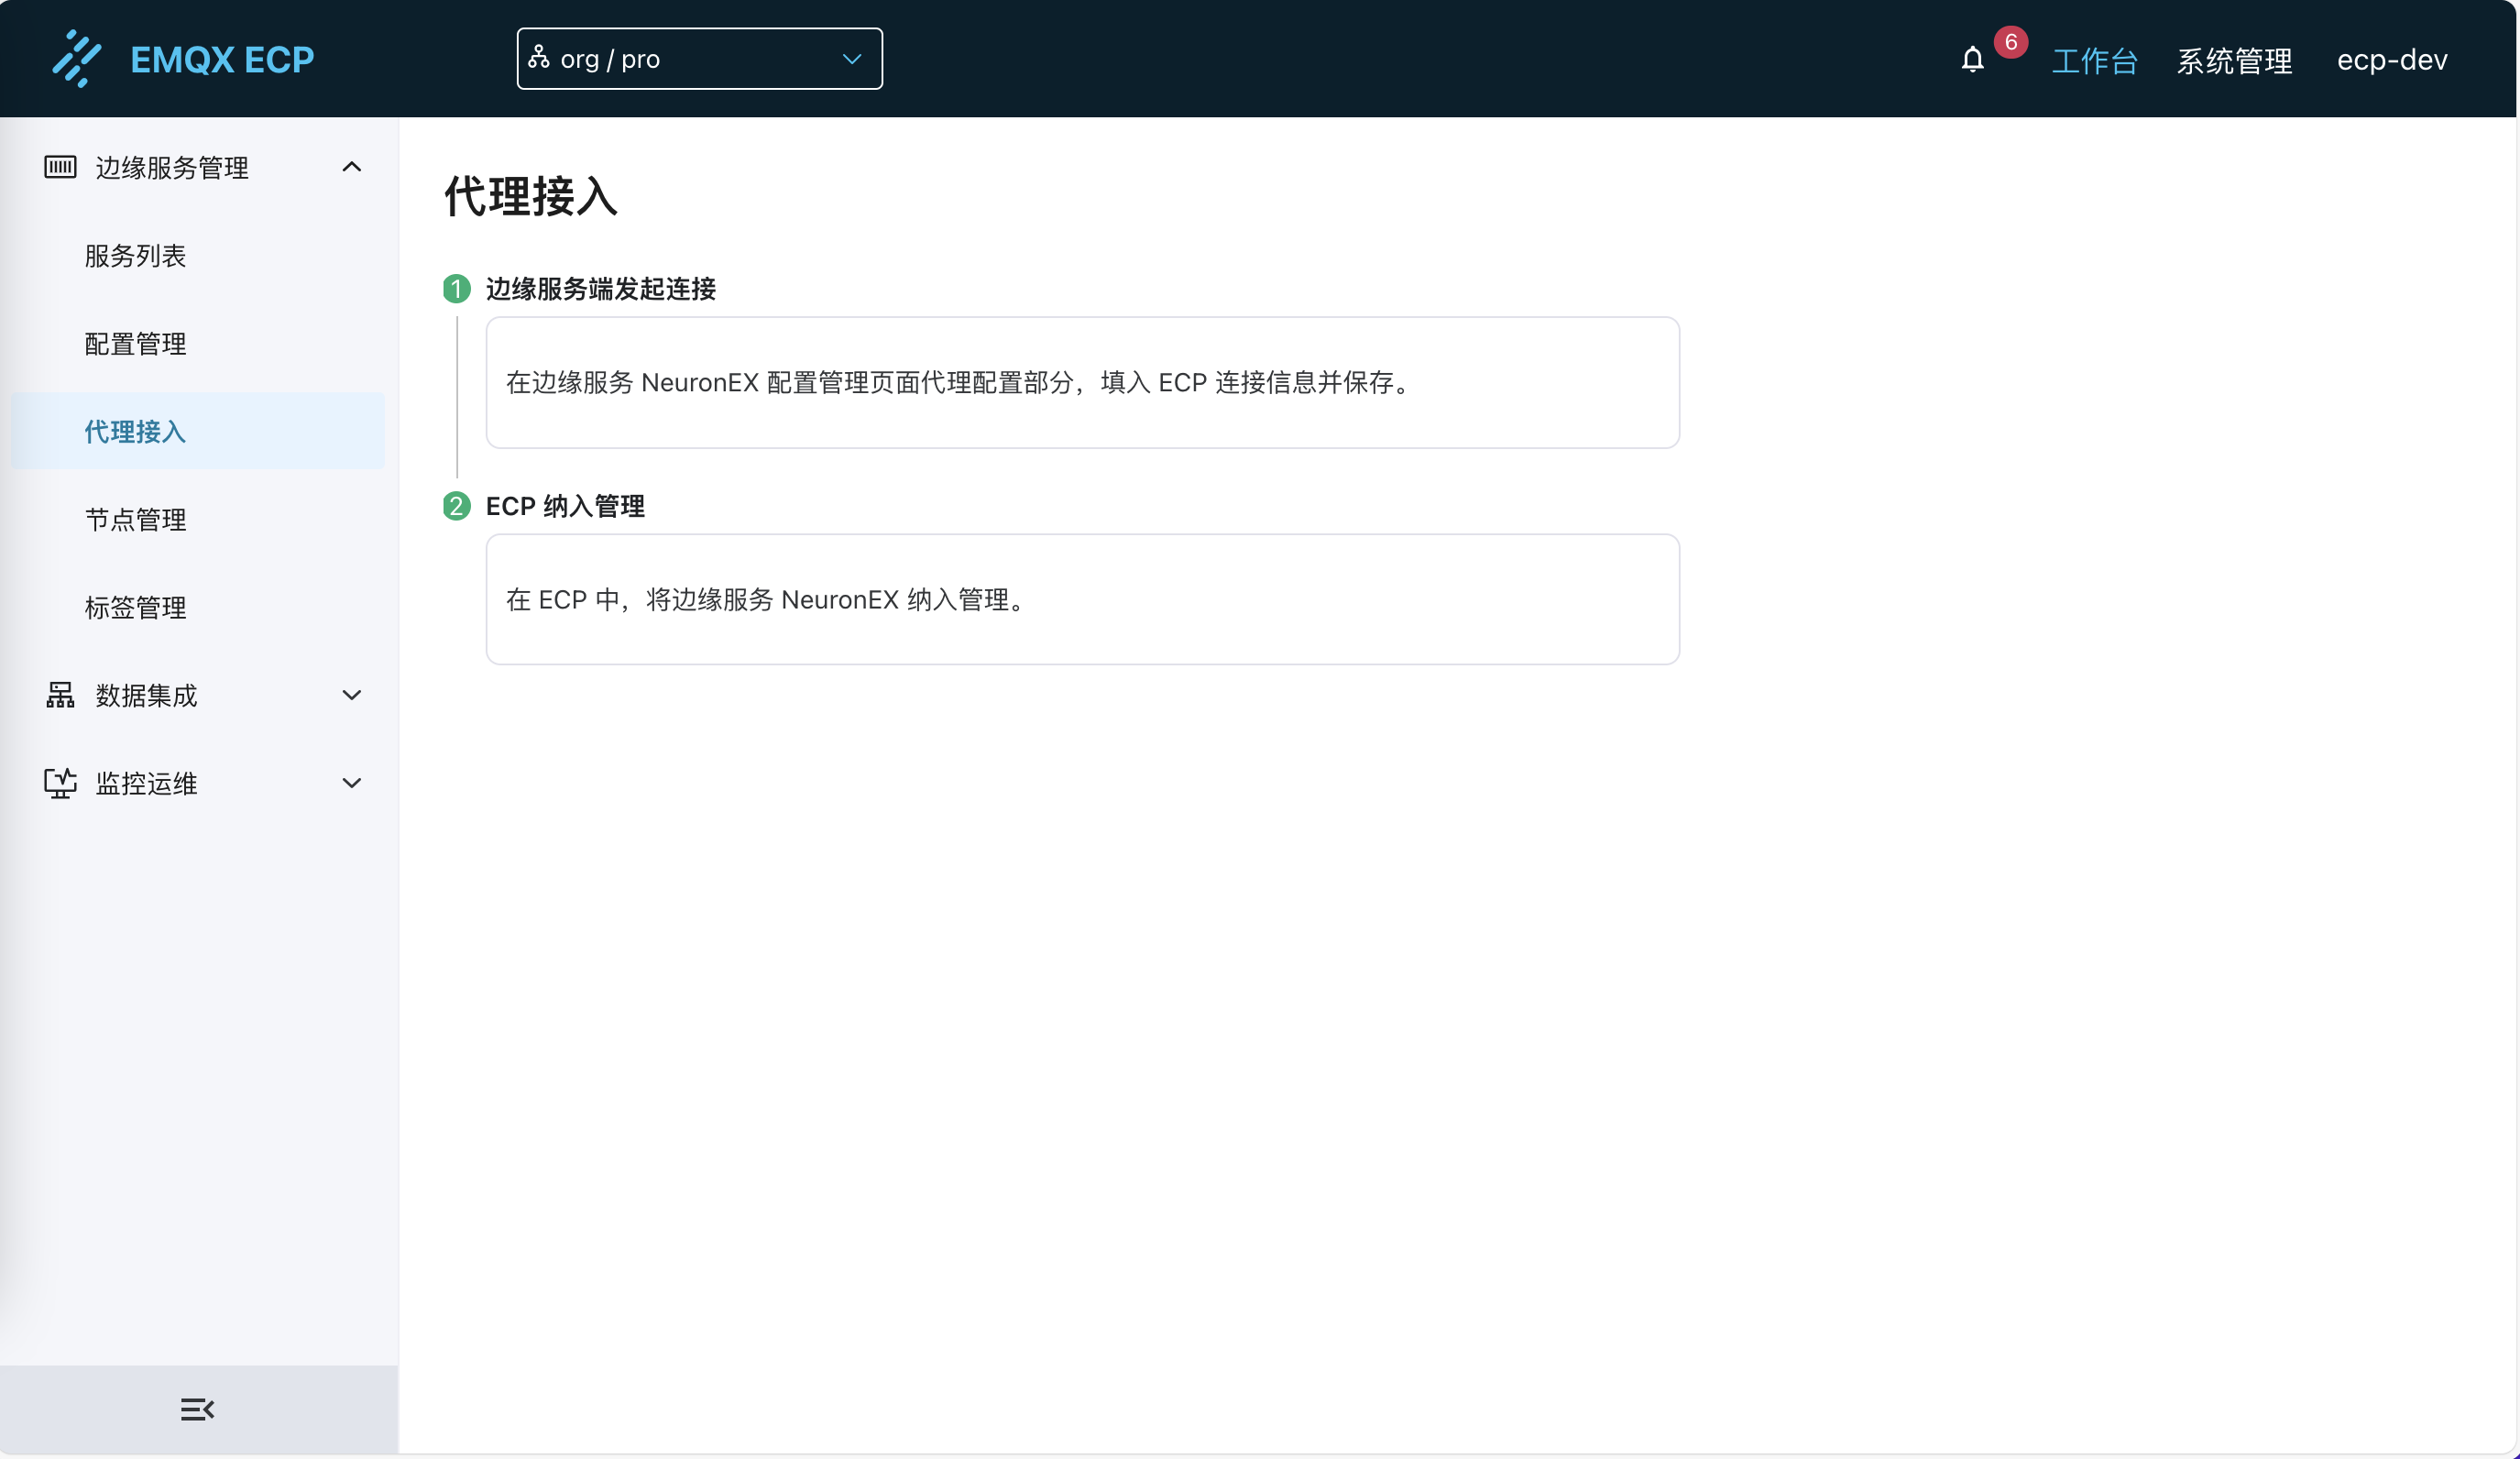 EMQX ECP
org / pro
6
工作台
系统管理
ecp-dev
边缘服务管理
服务列表
配置管理
代理接入
节点管理
标签管理
数据集成
监控运维
代理接入
1 边缘服务端发起连接
在边缘服务 NeuronEX 配置管理页面代理配置部分，填入 ECP 连接信息并保存。
2 ECP 纳入管理
在 ECP 中，将边缘服务 NeuronEX 纳入管理。